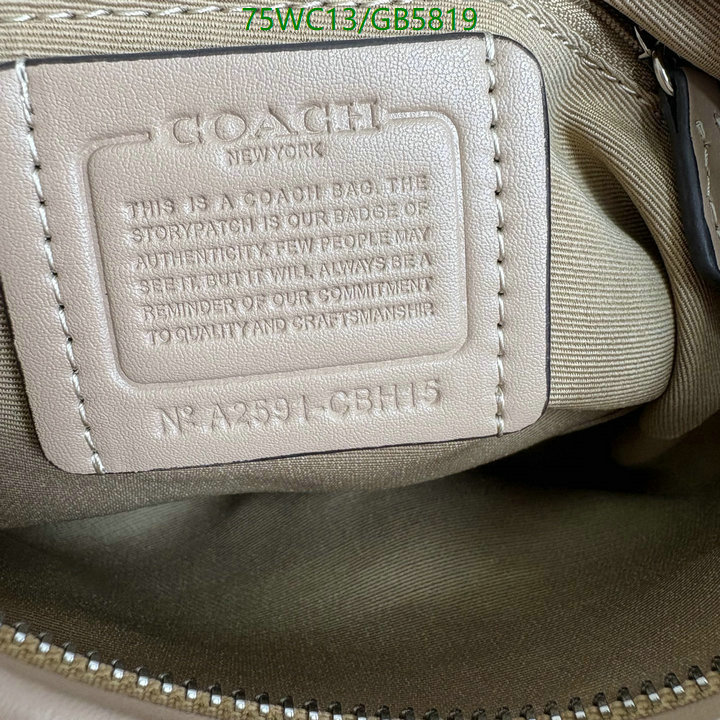 75WC13/GB5819
COACH
NEW YORK
THIS IS A COACH BAG. THE
STORYPATCH IS OUR BADGE OF
AUTHENTICITY. FEW PEOPLE MAY
SEE IT, BUT IT WILL ALWAYS BE A
REMINDER OF OUR COMMITMENT
TO QUALITY AND CRAFTSMANSHIP.
Nº A2591-CBH15